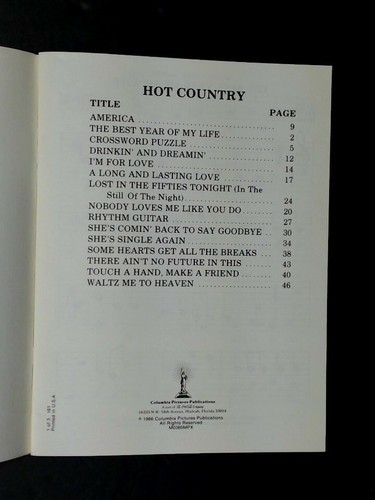 HOT COUNTRY
TITLE PAGE
AMERICA 9
THE BEST YEAR OF MY LIFE 2
CROSSWORD PUZZLE 5
DRINKIN' AND DREAMIN' 12
I'M FOR LOVE 14
A LONG AND LASTING LOVE 17
LOST IN THE FIFTIES TONIGHT (In The
Still Of The Night) 24
NOBODY LOVES ME LIKE YOU DO 20
RHYTHM GUITAR 27
SHE'S COMIN' BACK TO SAY GOODBYE 30
SHE'S SINGLE AGAIN 34
SOME HEARTS GET ALL THE BREAKS 38
THERE AIN'T NO FUTURE IN THIS 43
TOUCH A HAND, MAKE A FRIEND 40
WALTZ ME TO HEAVEN 46
Columbia Pictures Publications
© 1986 Columbia Pictures Publications
All Rights Reserved
Printed in U.S.A.